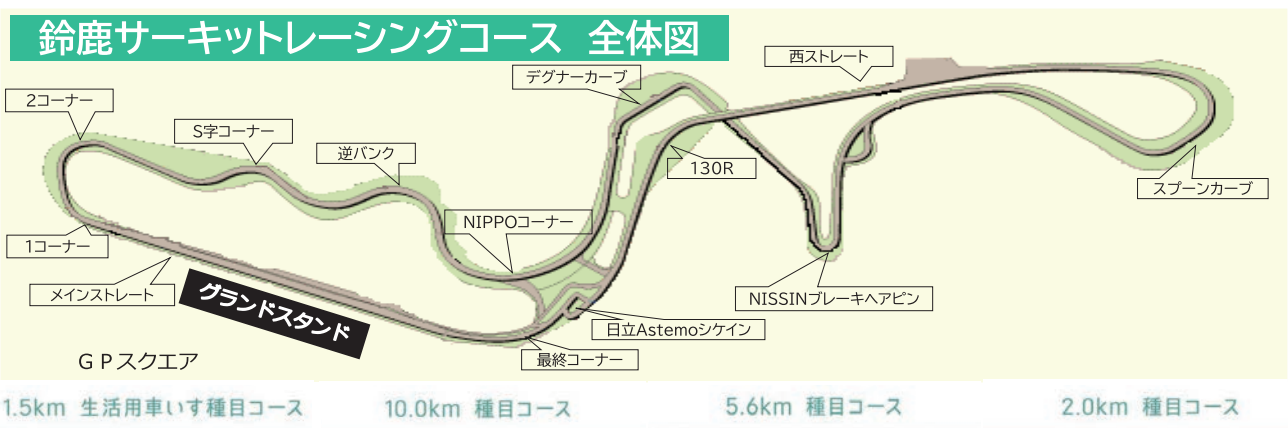 鈴鹿サーキットレーシングコース 全体図
西ストレート
デグナーカーブ
2コーナー
S字コーナー
逆バンク
130R
スプーンカーブ
NIPPOコーナー
1コーナー
メインストレート
グランドスタンド
NISSINブレーキヘアピン
日立Astemoシケイン
最終コーナー
GPスクエア
1.5km 生活用車いす種目コース
10.0km 種目コース
5.6km 種目コース
2.0km 種目コース